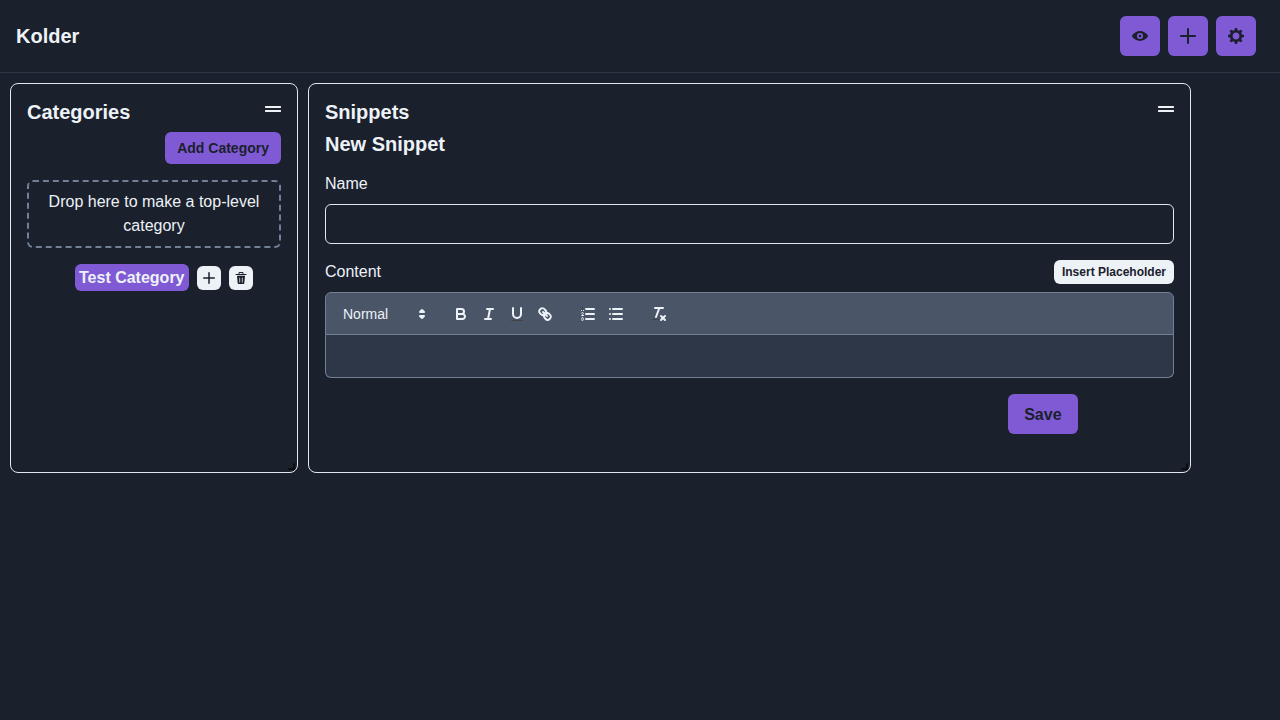 Kolder
Categories
Add Category
Drop here to make a top-level
category
Test Category
Snippets
New Snippet
Name
Content
Insert Placeholder
Normal
Save